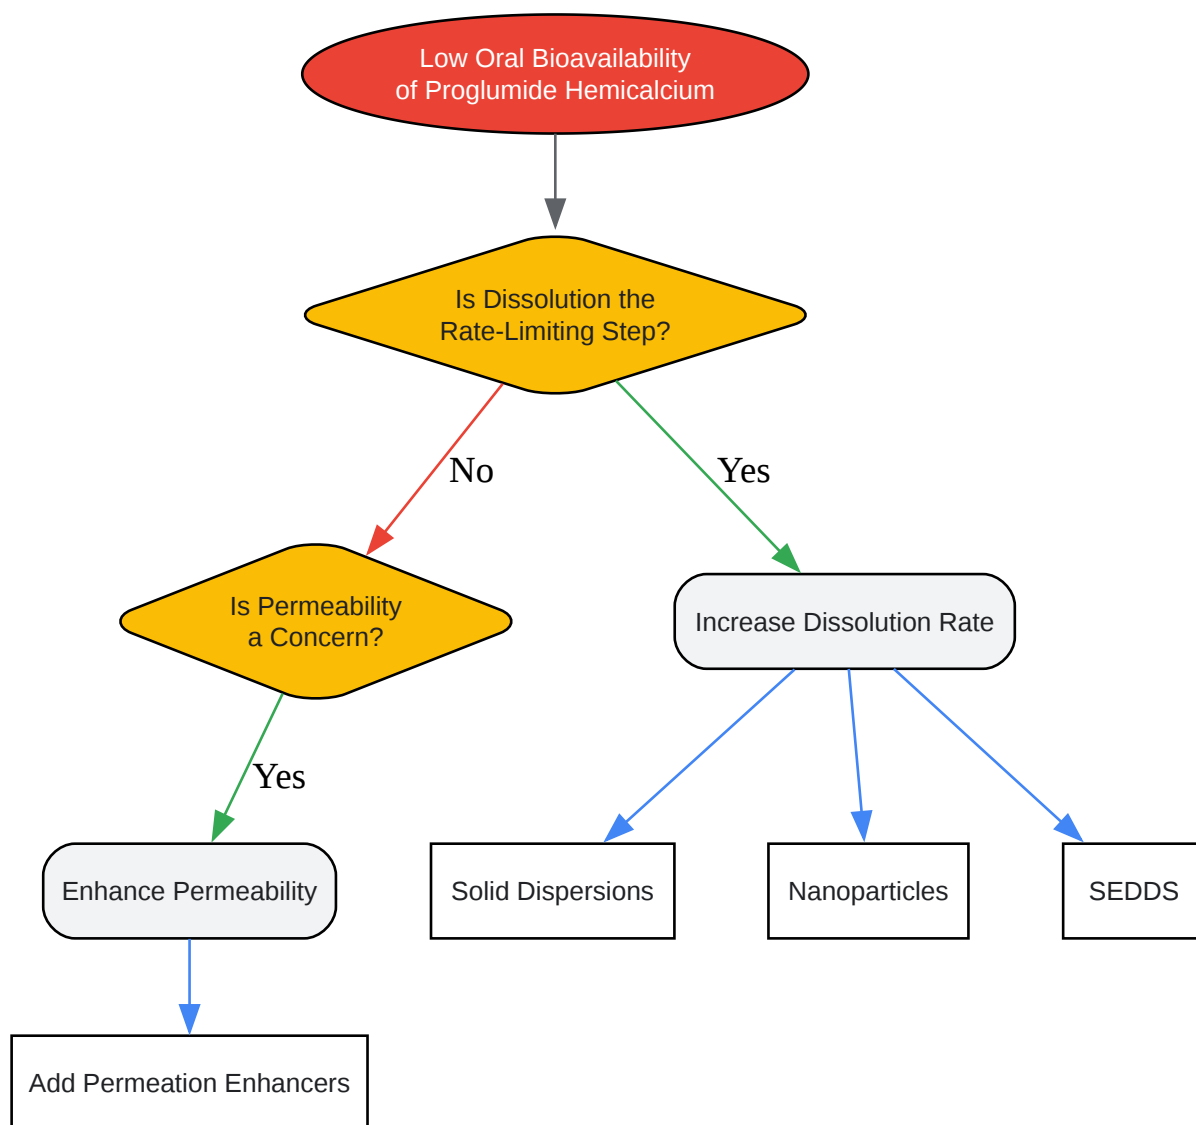 Low Oral Bioavailability
of Proglumide Hemicalcium
Is Dissolution the
Rate-Limiting Step?
No
Yes
Is Permeability
a Concern?
Increase Dissolution Rate
Yes
Enhance Permeability
Solid Dispersions
Nanoparticles
SEDDS
Add Permeation Enhancers